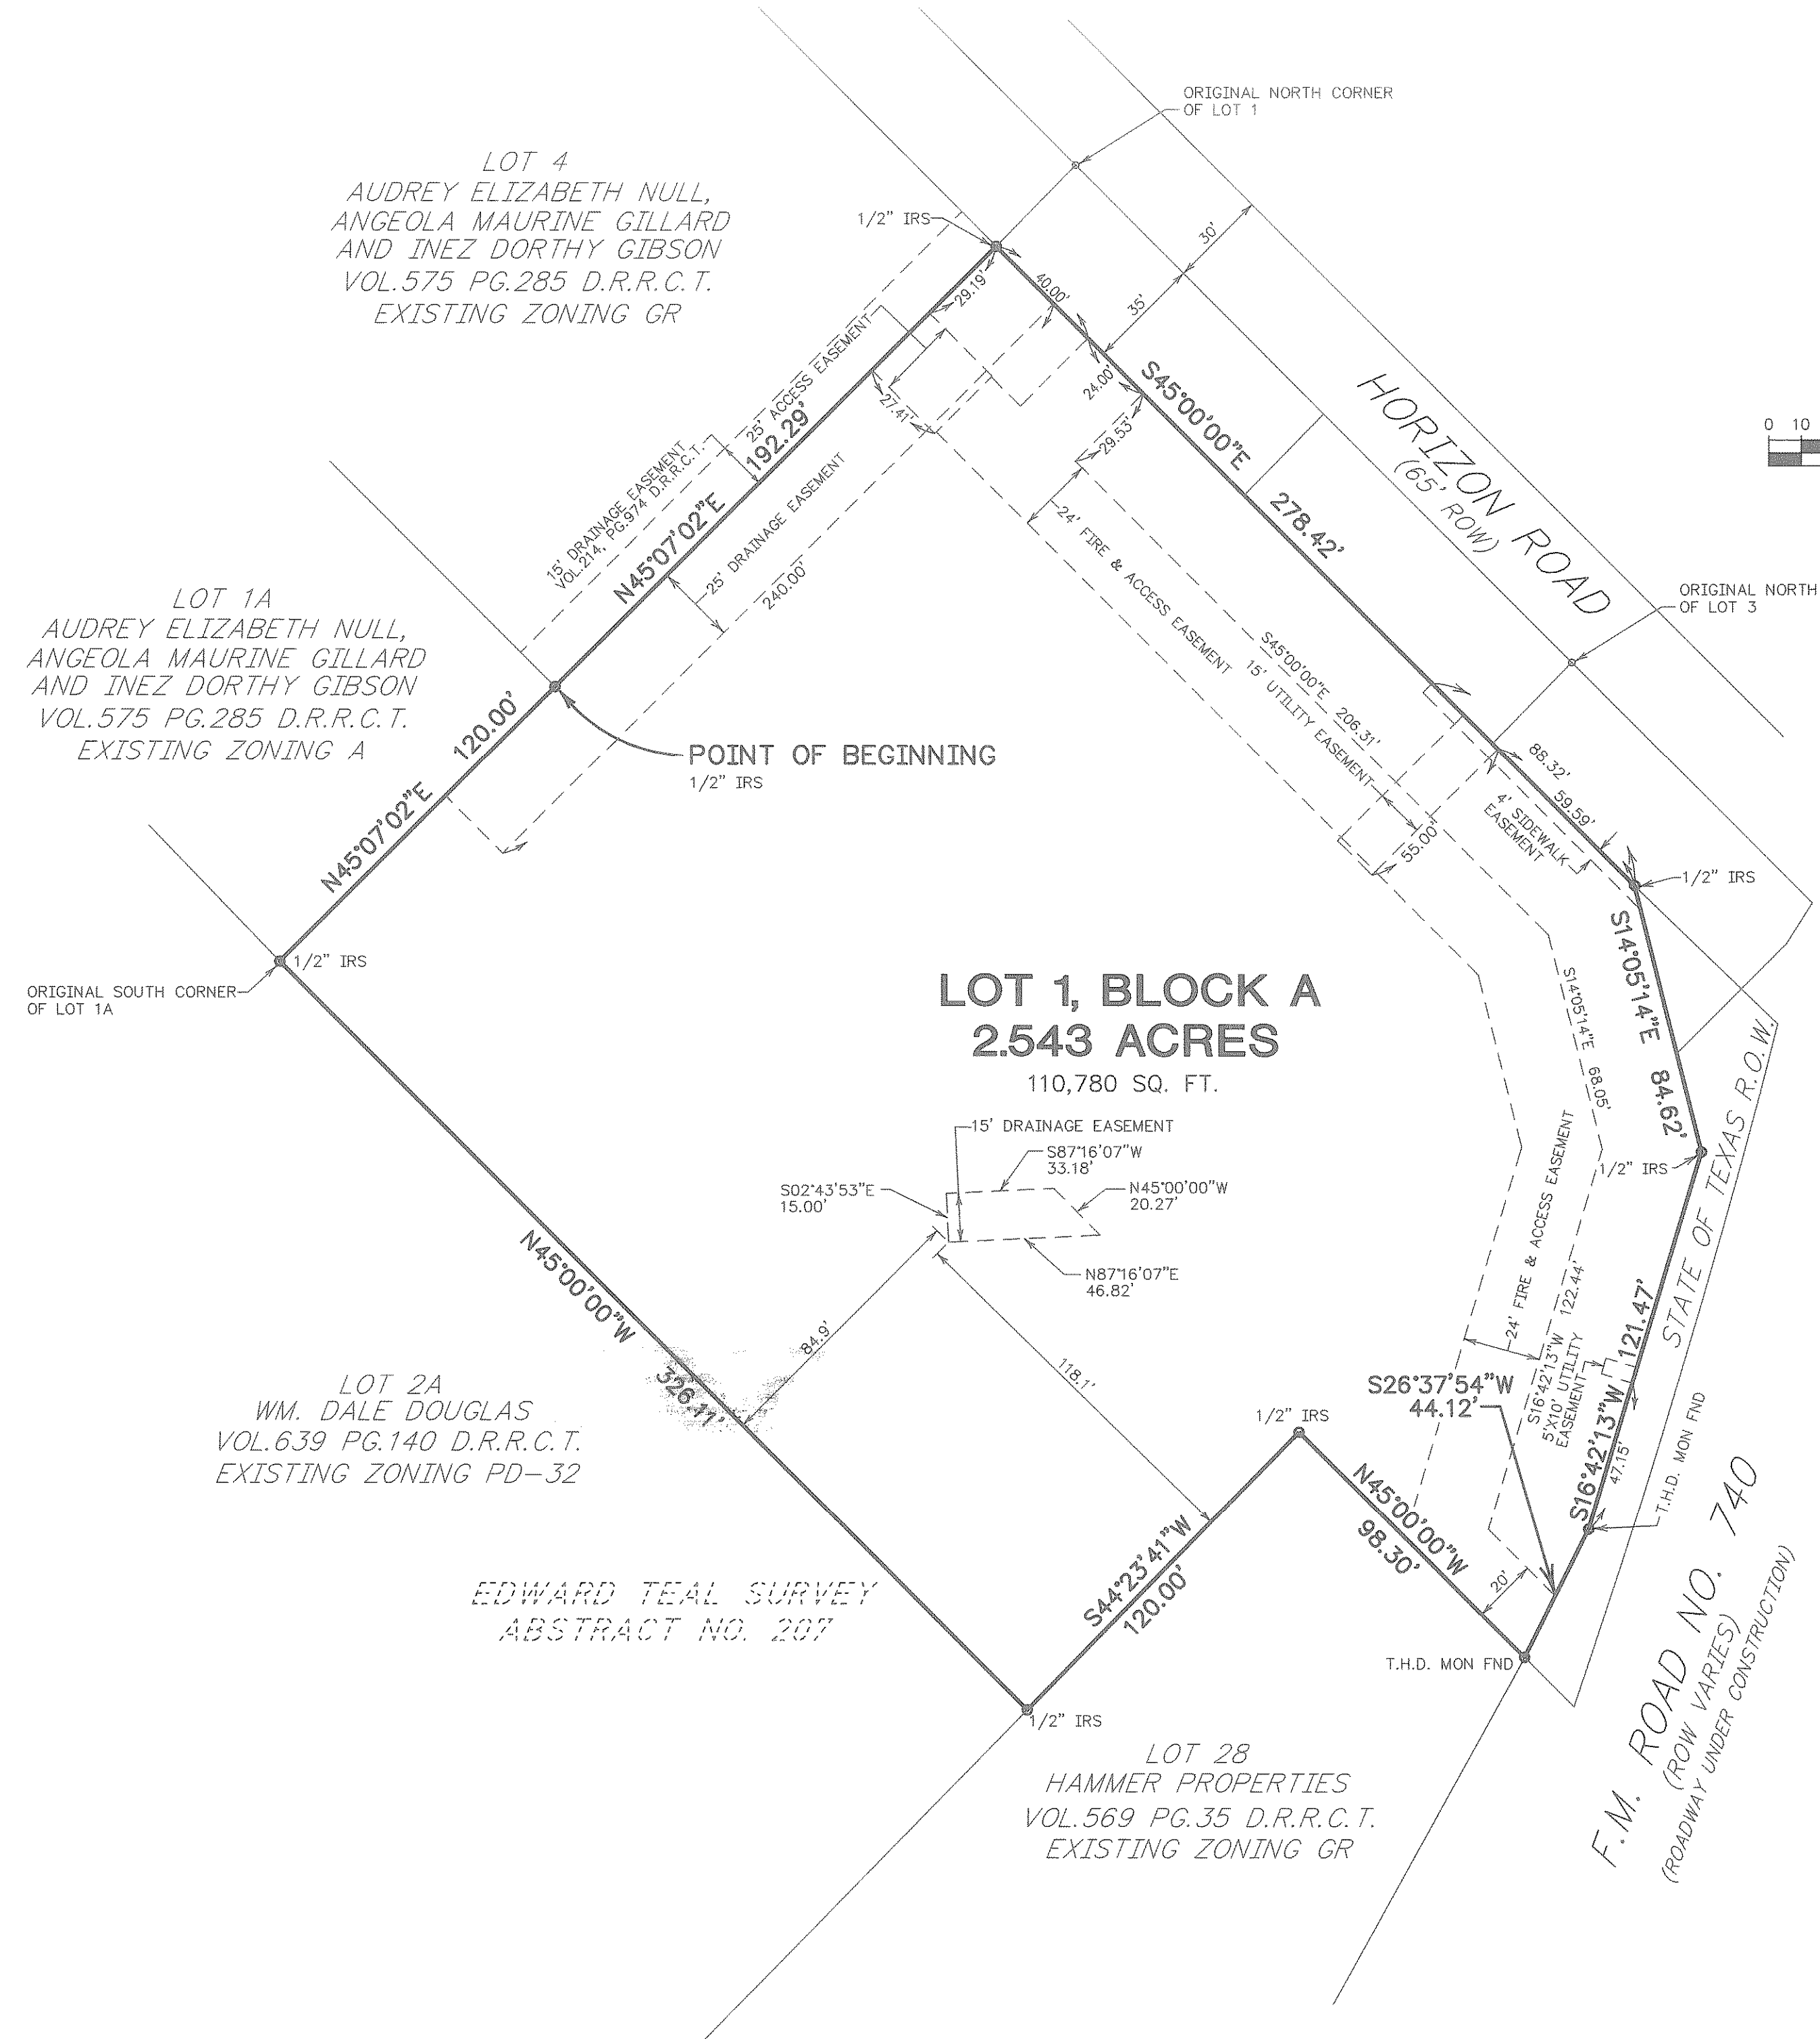 ORIGINAL NORTH CORNER
OF LOT 1
LOT 4
AUDREY ELIZABETH NULL,
ANGEOLA MAURINE GILLARD
AND INEZ DORTHY GIBSON
VOL.575 PG.285 D.R.R.C.T.
EXISTING ZONING GR
1/2" IRS
30'
35'
40.00'
29.19'
24.00'
27.41'
29.53'
S45°00'00"E
278.42'
HORIZON ROAD
(65' ROW)
0 10
25' ACCESS EASEMENT
15' DRAINAGE EASEMENT
VOL.214, PG.974 D.R.R.C.T.
N45°07'02"E
192.29'
25' DRAINAGE EASEMENT
240.00'
24' FIRE & ACCESS EASEMENT
S45°00'00"E 206.31'
15' UTILITY EASEMENT
ORIGINAL NORTH
OF LOT 3
LOT 1A
AUDREY ELIZABETH NULL,
ANGEOLA MAURINE GILLARD
AND INEZ DORTHY GIBSON
VOL.575 PG.285 D.R.R.C.T.
EXISTING ZONING A
N45°07'02"E
120.00'
POINT OF BEGINNING
1/2" IRS
88.32'
59.59'
4' SIDEWALK
EASEMENT
55.00'
1/2" IRS
1/2" IRS
ORIGINAL SOUTH CORNER
OF LOT 1A
S14°05'14"E 84.62'
S14°05'14"E 68.05'
LOT 1, BLOCK A
2.543 ACRES
110,780 SQ. FT.
15' DRAINAGE EASEMENT
S87°16'07"W
33.18'
S02°43'53"E
15.00'
N45°00'00"W
20.27'
N87°16'07"E
46.82'
84.9'
118.1'
1/2" IRS
24' FIRE & ACCESS EASEMENT
S16°42'13"W 122.44'
5'X10' UTILITY
EASEMENT
S16°42'13"W 121.47'
47.15'
STATE OF TEXAS R.O.W.
T.H.D. MON FND
S26°37'54"W
44.12'
N45°00'00"W
326.11'
LOT 2A
WM. DALE DOUGLAS
VOL.639 PG.140 D.R.R.C.T.
EXISTING ZONING PD-32
1/2" IRS
N45°00'00"W
98.30'
20'
S44°23'41"W
120.00'
EDWARD TEAL SURVEY
ABSTRACT NO. 207
T.H.D. MON FND
1/2" IRS
LOT 28
HAMMER PROPERTIES
VOL.569 PG.35 D.R.R.C.T.
EXISTING ZONING GR
F.M. ROAD NO. 740
(ROW VARIES)
(ROADWAY UNDER CONSTRUCTION)